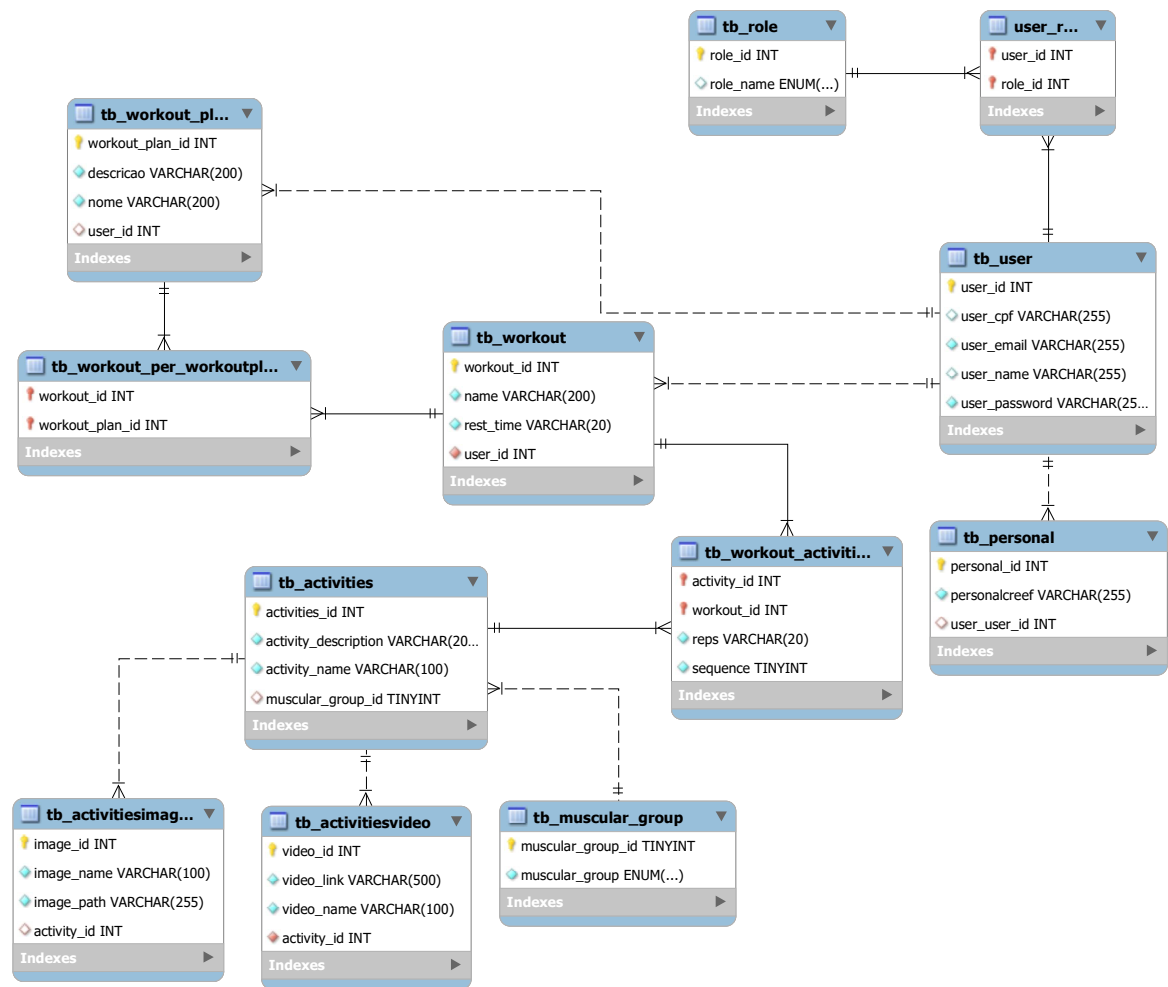 tb_role
role_id INT
role_name ENUM(...)
Indexes
user_r...
user_id INT
role_id INT
Indexes
tb_workout_pl...
workout_plan_id INT
descricao VARCHAR(200)
nome VARCHAR(200)
user_id INT
Indexes
tb_user
user_id INT
user_cpf VARCHAR(255)
user_email VARCHAR(255)
user_name VARCHAR(255)
user_password VARCHAR(25...
Indexes
tb_workout
workout_id INT
name VARCHAR(200)
rest_time VARCHAR(20)
user_id INT
Indexes
tb_workout_per_workoutpl...
workout_id INT
workout_plan_id INT
Indexes
tb_personal
personal_id INT
personalcreef VARCHAR(255)
user_user_id INT
Indexes
tb_workout_activiti...
activity_id INT
workout_id INT
reps VARCHAR(20)
sequence TINYINT
Indexes
tb_activities
activities_id INT
activity_description VARCHAR(20...
activity_name VARCHAR(100)
muscular_group_id TINYINT
Indexes
tb_activitiesimag...
image_id INT
image_name VARCHAR(100)
image_path VARCHAR(255)
activity_id INT
Indexes
tb_activitiesvideo
video_id INT
video_link VARCHAR(500)
video_name VARCHAR(100)
activity_id INT
Indexes
tb_muscular_group
muscular_group_id TINYINT
muscular_group ENUM(...)
Indexes